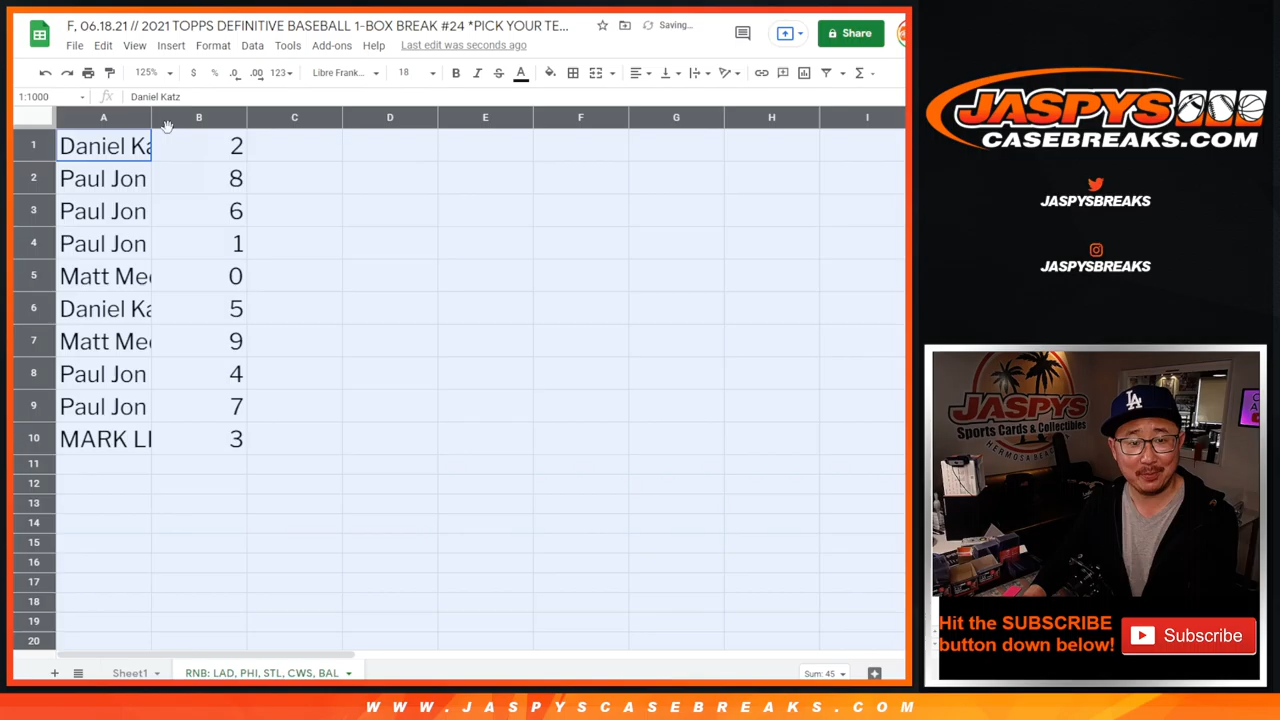 F, 06.18.21 // 2021 TOPPS DEFINITIVE BASEBALL 1-BOX BREAK #24 *PICK YOUR TE...
Saving...
File Edit View Insert Format Data Tools Add-ons Help Last edit was seconds ago
Share
125% $ % .0 .00 123 Libre Frank... 18 B I S A
1:1000 fx Daniel Katz
A B C D E F G H I
1 Daniel Ka 2
2 Paul Jon 8
3 Paul Jon 6
4 Paul Jon 1
5 Matt Me 0
6 Daniel Ka 5
7 Matt Me 9
8 Paul Jon 4
9 Paul Jon 7
10 MARK LI 3
11
12
13
14
15
16
17
18
19
20
Sheet1 RNB: LAD, PHI, STL, CWS, BAL Sum: 45
JASPYS
CASEBREAKS.COM
JASPYSBREAKS
JASPYSBREAKS
JASPYS
Sports Cards & Collectibles
HERMOSA BEA
LA
Hit the SUBSCRIBE
button down below!
Subscribe
WWW.JASPYSCASEBREAKS.COM